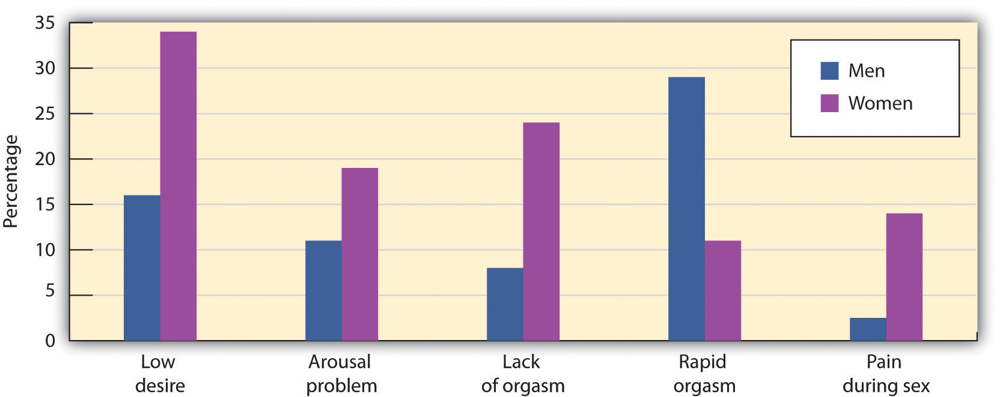 35
30
25
20
15
10
5
0
Percentage
Men
Women
Low
desire
Arousal
problem
Lack
of orgasm
Rapid
orgasm
Pain
during sex